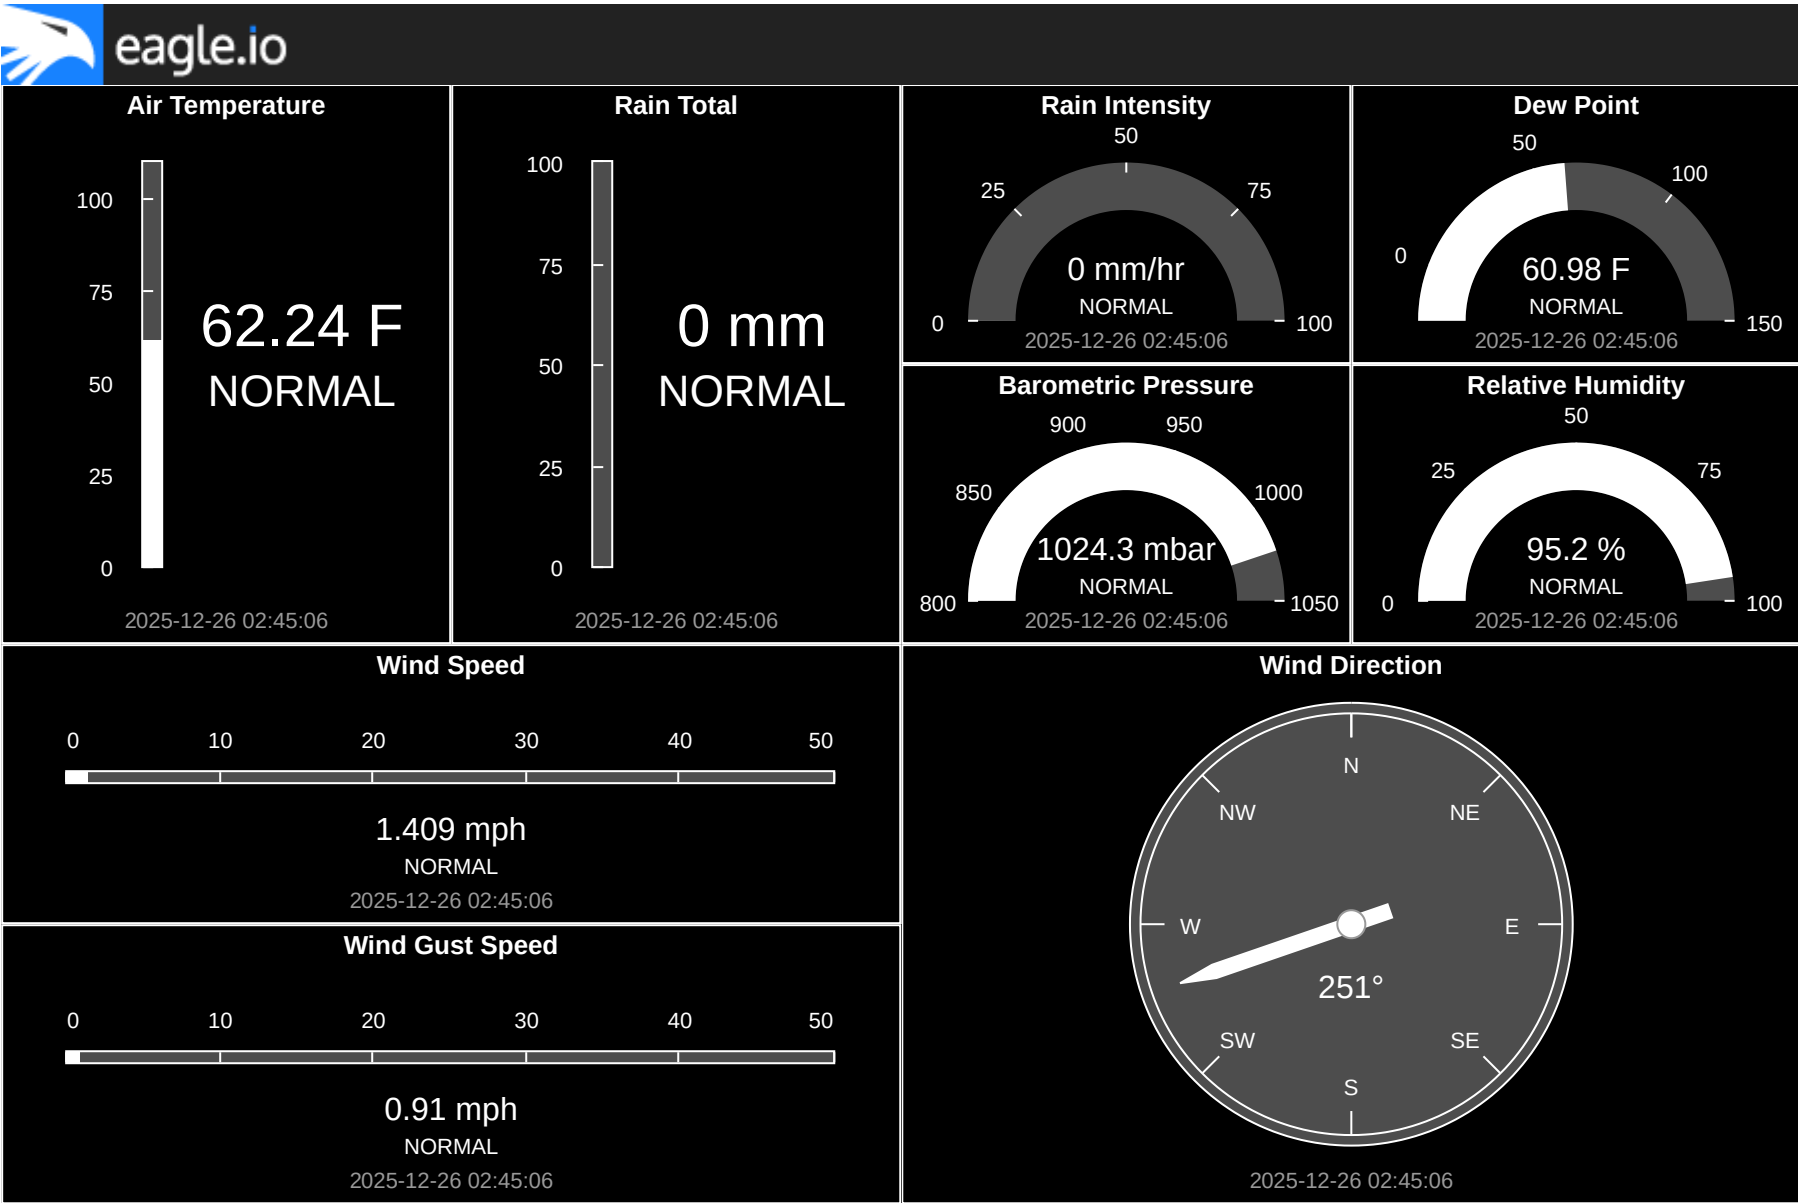 eagle.io
Air Temperature
100
75
50
25
0
62.24 F
NORMAL
2025-12-26 02:45:06
Rain Total
100
75
50
25
0
0 mm
NORMAL
2025-12-26 02:45:06
Rain Intensity
50
25
75
0
100
0 mm/hr
NORMAL
2025-12-26 02:45:06
Dew Point
50
100
0
150
60.98 F
NORMAL
2025-12-26 02:45:06
Barometric Pressure
900
950
850
1000
800
1050
1024.3 mbar
NORMAL
2025-12-26 02:45:06
Relative Humidity
50
25
75
0
100
95.2 %
NORMAL
2025-12-26 02:45:06
Wind Speed
0 10 20 30 40 50
1.409 mph
NORMAL
2025-12-26 02:45:06
Wind Gust Speed
0 10 20 30 40 50
0.91 mph
NORMAL
2025-12-26 02:45:06
Wind Direction
N
NW NE
W E
251°
SW SE
S
2025-12-26 02:45:06